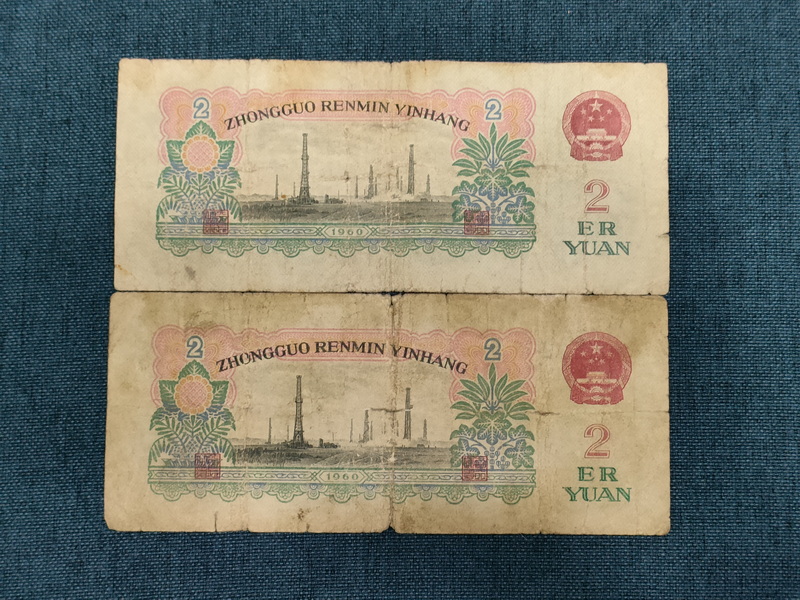 2 ZHONGGUO RENMIN YINHANG 2
1960
2
ER
YUAN
2 ZHONGGUO RENMIN YINHANG 2
1960
2
ER
YUAN